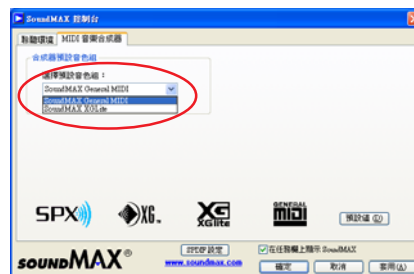 SoundMAX 控制台
聆聽環境 MIDI 音樂合成器
合成器預設音色組
選擇預設音色組：
SoundMAX General MIDI
SoundMAX General MIDI
SoundMAX XGLite
SPX XG XG lite GENERAL MIDI
預設值(D)
SPDIF 設定
在任務欄上顯示 SoundMAX
SOUNDMAX® www.soundmax.com
確定 取消 套用(A)